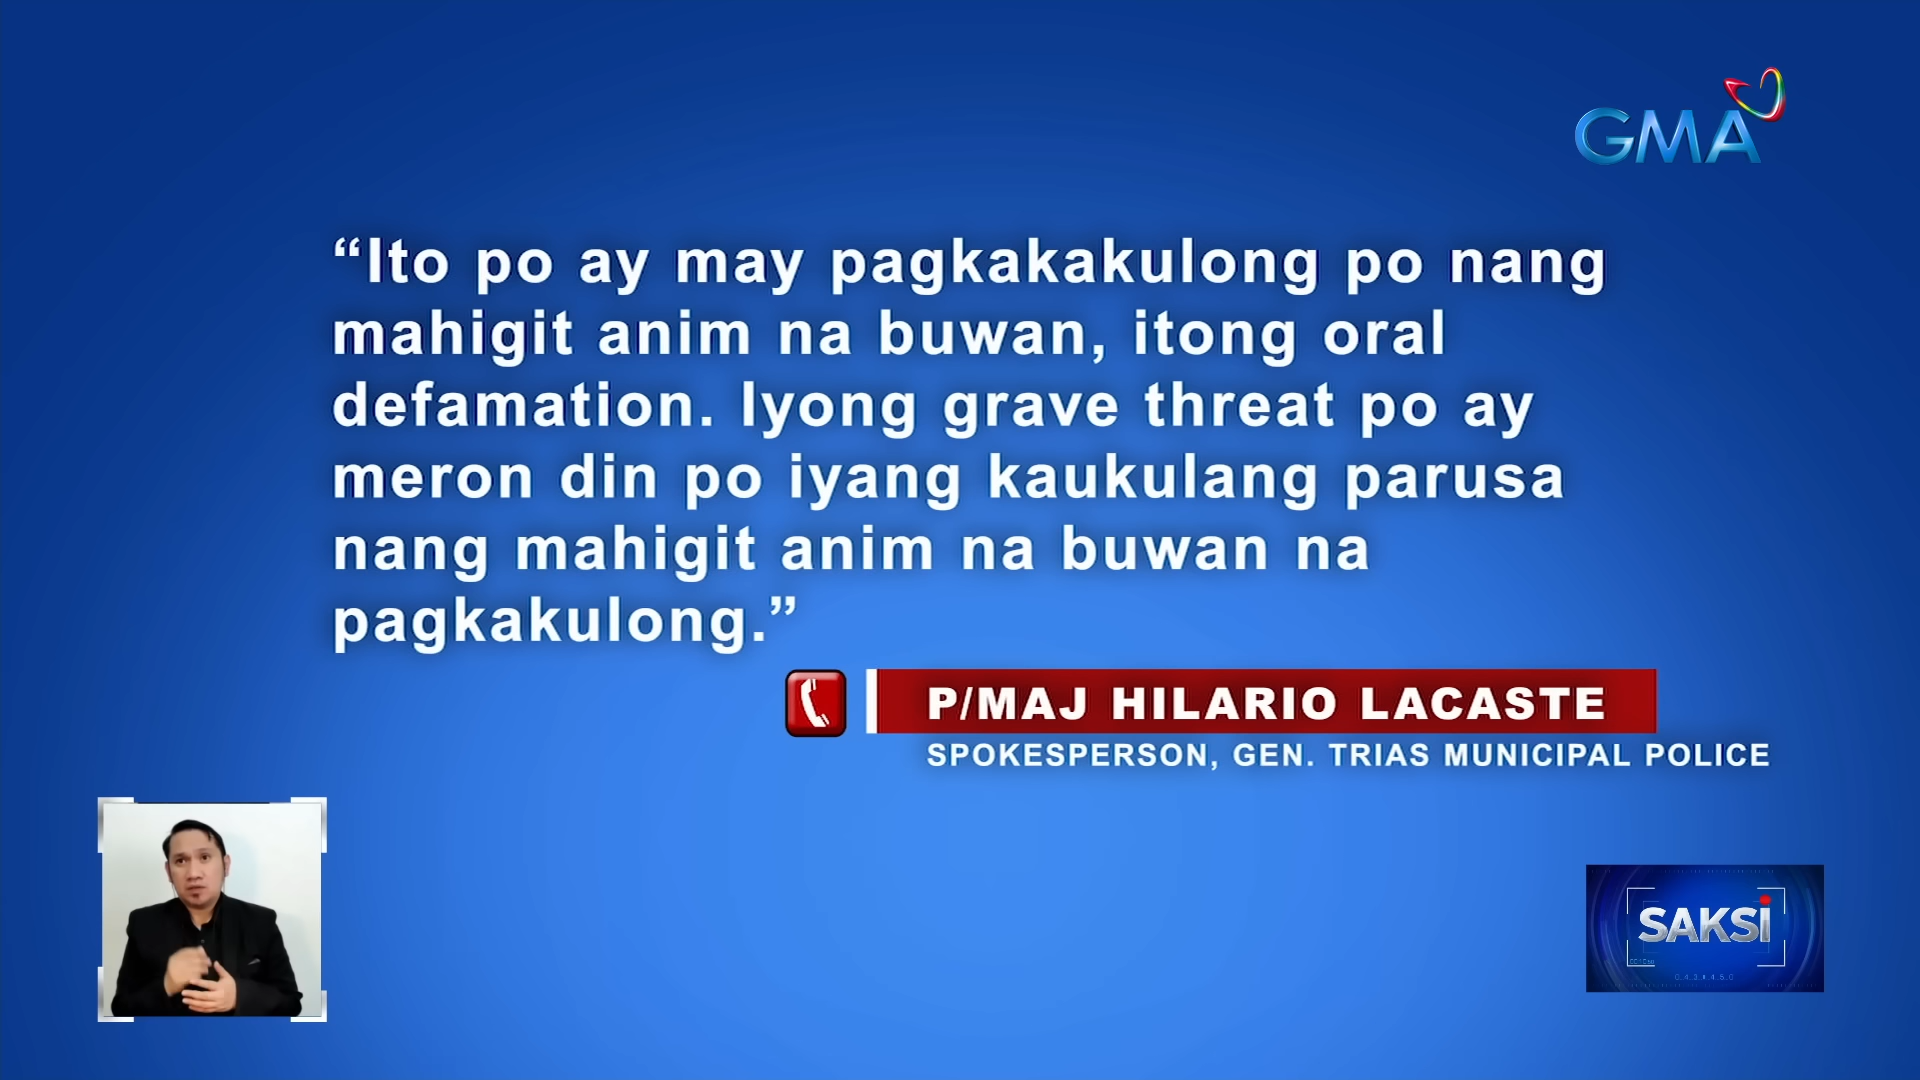 GMA
“Ito po ay may pagkakakulong po nang
mahigit anim na buwan, itong oral
defamation. Iyong grave threat po ay
meron din po iyang kaukulang parusa
nang mahigit anim na buwan na
pagkakulong.”
P/MAJ HILARIO LACASTE
SPOKESPERSON, GEN. TRIAS MUNICIPAL POLICE
SAKSI